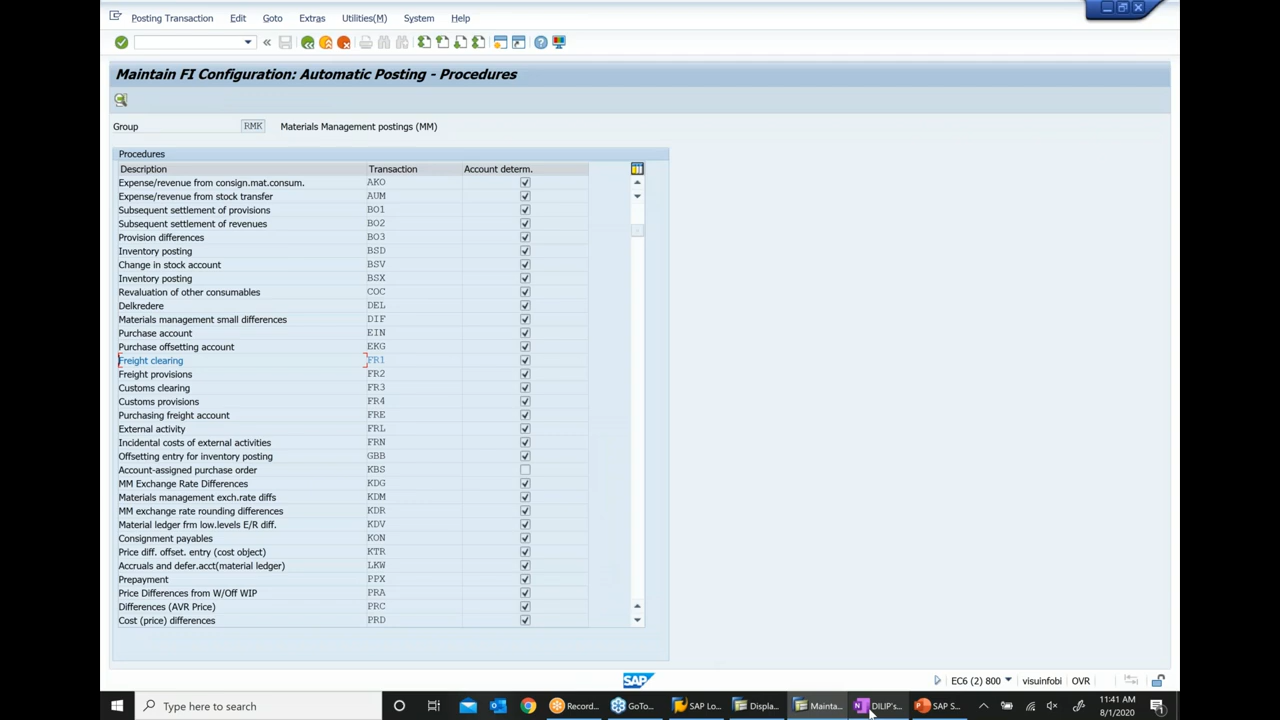 Posting Transaction Edit Goto Extras Utilities(M) System Help
Maintain FI Configuration: Automatic Posting - Procedures
Group RMK Materials Management postings (MM)
Procedures
Description Transaction Account determ.
Expense/revenue from consign.mat.consum. AKO
Expense/revenue from stock transfer AUM
Subsequent settlement of provisions BO1
Subsequent settlement of revenues BO2
Provision differences BO3
Inventory posting BSD
Change in stock account BSV
Inventory posting BSX
Revaluation of other consumables COC
Delkredere DEL
Materials management small differences DIF
Purchase account EIN
Purchase offsetting account EKG
Freight clearing FR1
Freight provisions FR2
Customs clearing FR3
Customs provisions FR4
Purchasing freight account FRE
External activity FRL
Incidental costs of external activities FRN
Offsetting entry for inventory posting GBB
Account-assigned purchase order KBS
MM Exchange Rate Differences KDG
Materials management exch.rate diffs KDM
MM exchange rate rounding differences KDR
Material ledger frm low.levels E/R diff. KDV
Consignment payables KON
Price diff. offset. entry (cost object) KTR
Accruals and defer.acct(material ledger) LKW
Prepayment PPX
Price Differences from W/Off WIP PRA
Differences (AVR Price) PRC
Cost (price) differences PRD
SAP EC6 (2) 800 visuinfobi OVR
Type here to search Record... GoTo... SAP Lo... Displa... Mainta... DILIP's... SAP S... 11:41 AM
8/1/2020